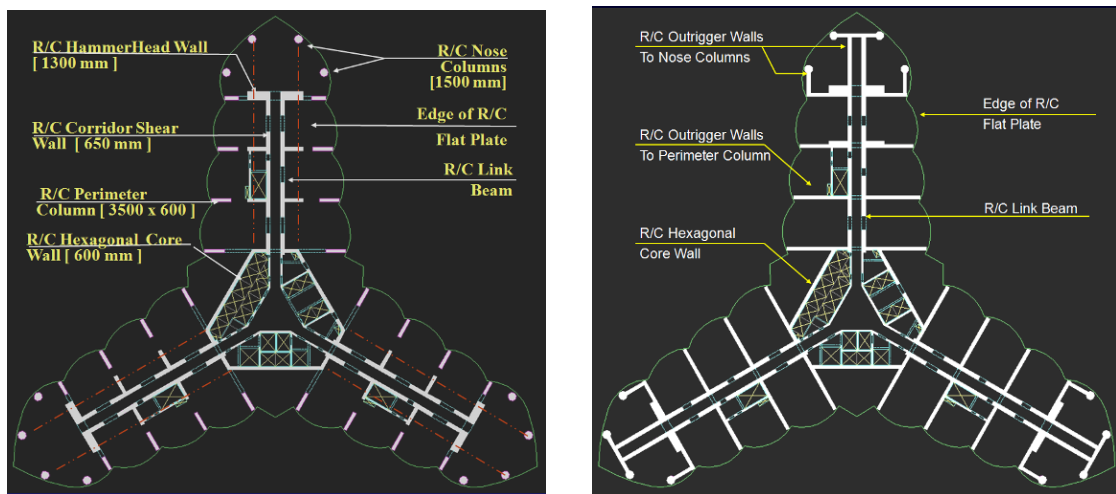 R/C HammerHead Wall
[ 1300 mm ]
R/C Nose
Columns
[1500 mm]
R/C Corridor Shear
Wall [ 650 mm ]
Edge of R/C
Flat Plate
R/C Link
Beam
R/C Perimeter
Column [ 3500 x 600 ]
R/C Hexagonal Core
Wall [ 600 mm ]
R/C Outrigger Walls
To Nose Columns
Edge of R/C
Flat Plate
R/C Outrigger Walls
To Perimeter Column
R/C Link Beam
R/C Hexagonal
Core Wall